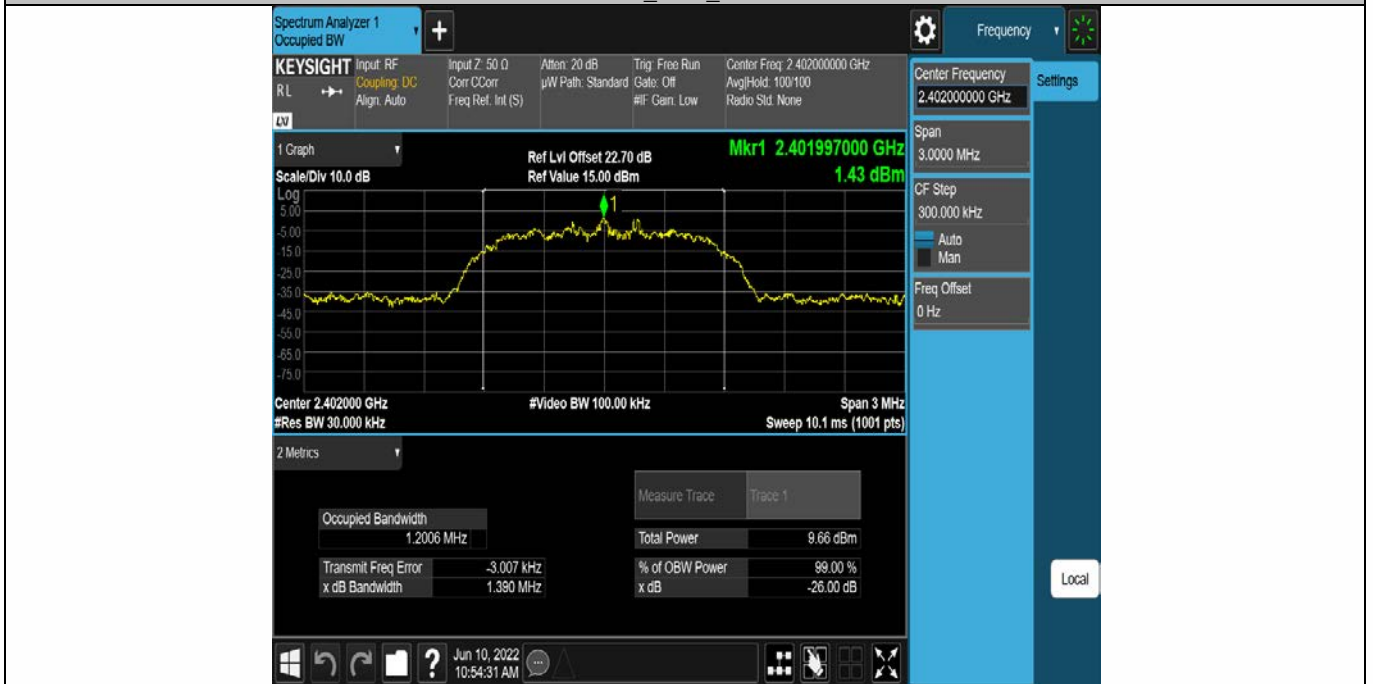 Spectrum Analyzer 1
Occupied BW
Frequency
KEYSIGHT
RL
LXI
Input: RF
Coupling: DC
Align: Auto
Input Z: 50 Ω
Corr CCorr
Freq Ref: Int (S)
Atten: 20 dB
µW Path: Standard
Trig: Free Run
Gate: Off
#IF Gain: Low
Center Freq: 2.402000000 GHz
Avg|Hold: 100/100
Radio Std: None
Center Frequency
2.402000000 GHz
Settings
Span
3.0000 MHz
CF Step
300.000 kHz
Auto
Man
Freq Offset
0 Hz
Local
1 Graph
Scale/Div 10.0 dB
Ref Lvl Offset 22.70 dB
Ref Value 15.00 dBm
Mkr1 2.401997000 GHz
1.43 dBm
Log
5.00
-5.00
-15.0
-25.0
-35.0
-45.0
-55.0
-65.0
-75.0
1
Center 2.402000 GHz
#Video BW 100.00 kHz
Span 3 MHz
#Res BW 30.000 kHz
Sweep 10.1 ms (1001 pts)
2 Metrics
Measure Trace
Trace 1
Occupied Bandwidth
1.2006 MHz
Total Power
9.66 dBm
Transmit Freq Error
-3.007 kHz
% of OBW Power
99.00 %
x dB Bandwidth
1.390 MHz
x dB
-26.00 dB
?
Jun 10, 2022
10:54:31 AM